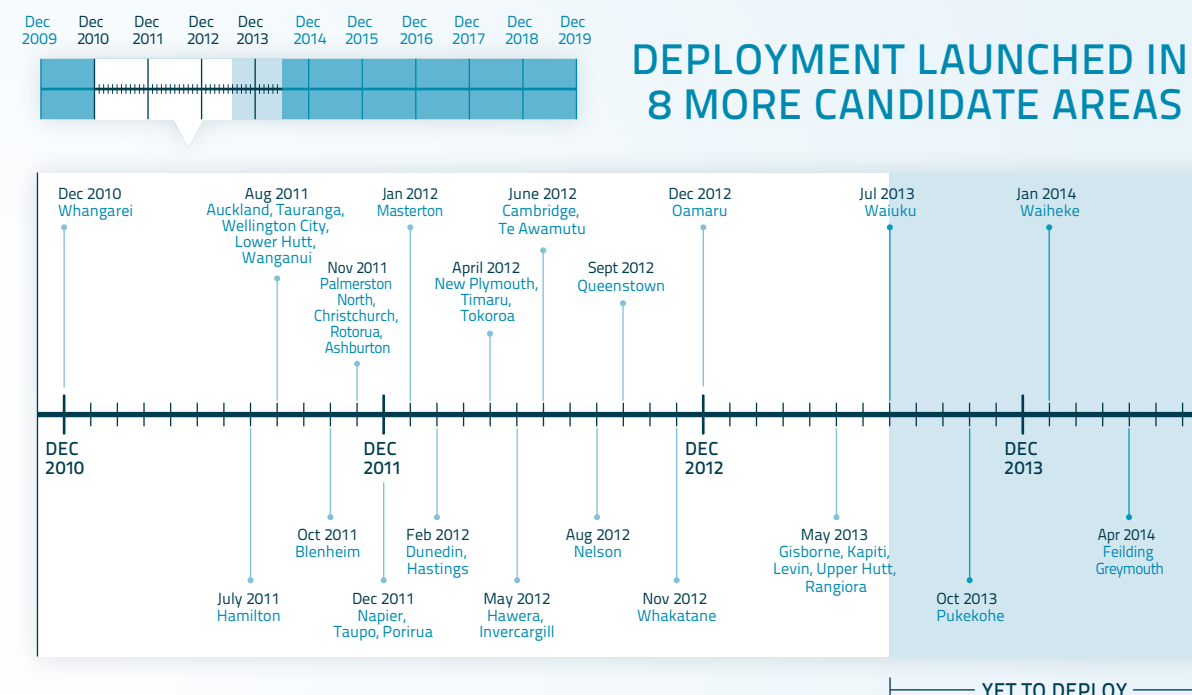 Dec 2009
Dec 2010
Dec 2011
Dec 2012
Dec 2013
Dec 2014
Dec 2015
Dec 2016
Dec 2017
Dec 2018
Dec 2019
DEPLOYMENT LAUNCHED IN
8 MORE CANDIDATE AREAS
Dec 2010
Whangarei
Aug 2011
Auckland, Tauranga,
Wellington City,
Lower Hutt,
Wanganui
Nov 2011
Palmerston
North,
Christchurch,
Rotorua,
Ashburton
Jan 2012
Masterton
April 2012
New Plymouth,
Timaru,
Tokoroa
June 2012
Cambridge,
Te Awamutu
Sept 2012
Queenstown
Dec 2012
Oamaru
Jul 2013
Waiuku
Jan 2014
Waiheke
DEC
2010
DEC
2011
DEC
2012
DEC
2013
July 2011
Hamilton
Oct 2011
Blenheim
Dec 2011
Napier,
Taupo, Porirua
Feb 2012
Dunedin,
Hastings
May 2012
Hawera,
Invercargill
Aug 2012
Nelson
Nov 2012
Whakatane
May 2013
Gisborne, Kapiti,
Levin, Upper Hutt,
Rangiora
Oct 2013
Pukekohe
Apr 2014
Feilding
Greymouth
YET TO DEPLOY